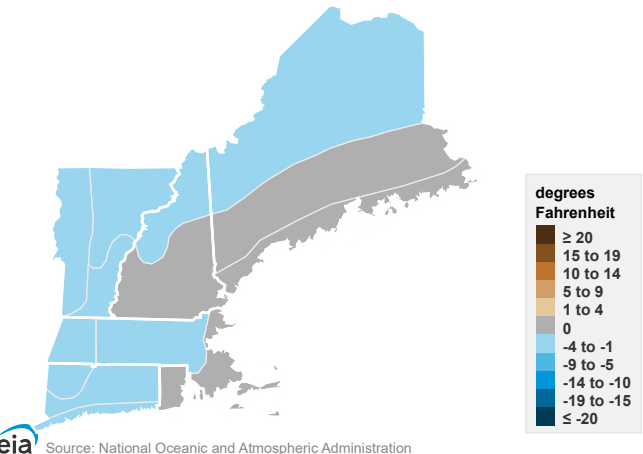 degrees
Fahrenheit
≥ 20
15 to 19
10 to 14
5 to 9
1 to 4
0
-4 to -1
-9 to -5
-14 to -10
-19 to -15
≤ -20
eia Source: National Oceanic and Atmospheric Administration